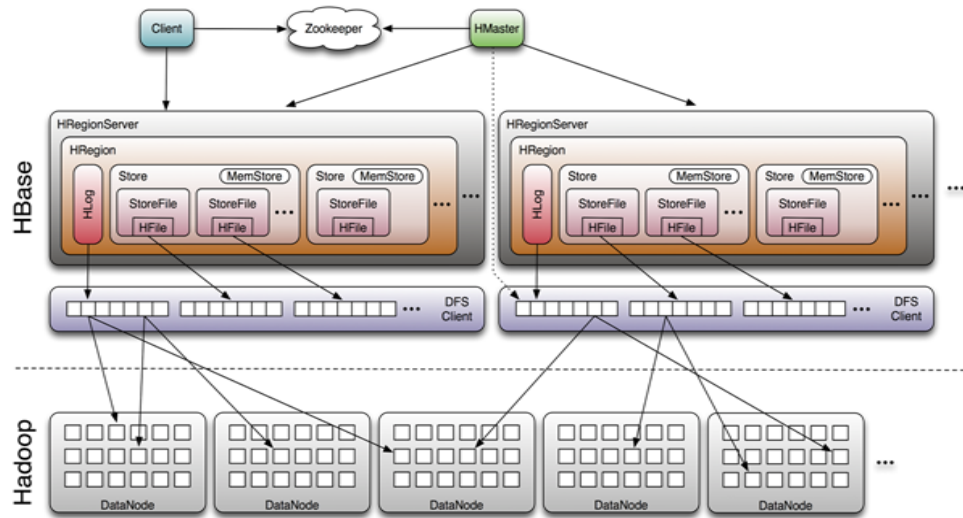 Client
Zookeeper
HMaster
HBase
HRegionServer
HRegion
HLog
Store
MemStore
StoreFile
HFile
StoreFile
HFile
...
Store
MemStore
StoreFile
HFile
...
...
HRegionServer
HRegion
HLog
Store
MemStore
StoreFile
HFile
StoreFile
HFile
...
Store
MemStore
StoreFile
HFile
...
...
...
...
DFS
Client
...
DFS
Client
Hadoop
DataNode
DataNode
DataNode
DataNode
DataNode
...